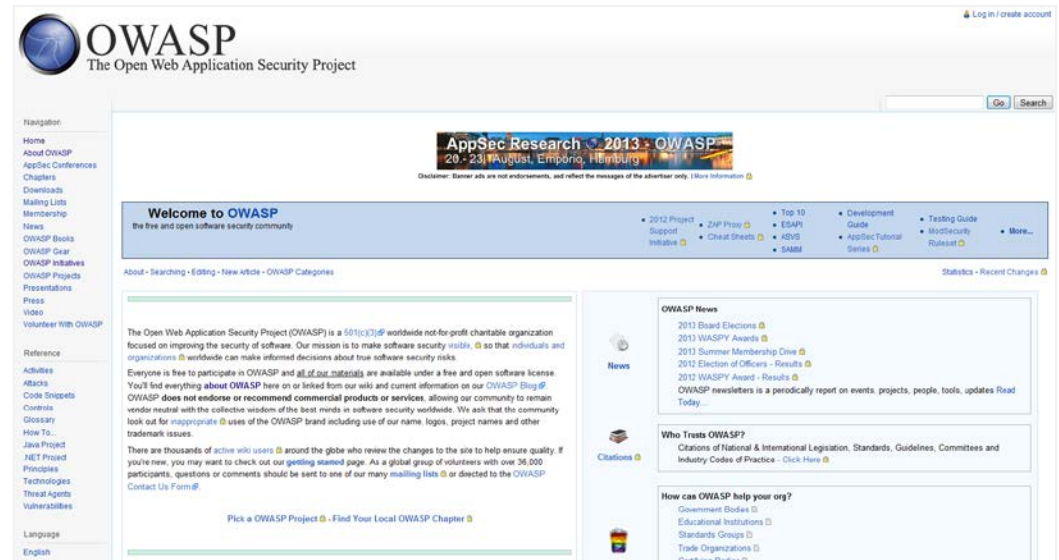 Log in / create account
OWASP
The Open Web Application Security Project
Go Search
Navigation
Home
About OWASP
AppSec Conferences
Chapters
Downloads
Mailing Lists
Membership
News
OWASP Books
OWASP Gear
OWASP Initiatives
OWASP Projects
Presentations
Press
Video
Volunteer With OWASP
Reference
Activities
Attacks
Code Snippets
Controls
Glossary
How To...
Java Project
.NET Project
Principles
Technologies
Threat Agents
Vulnerabilities
Language
English
AppSec Research 2013 - OWASP
20.- 23. August, Emporio, Hamburg
Disclaimer: Banner ads are not endorsements, and reflect the messages of the advertiser only. | More Information
Welcome to OWASP
the free and open software security community
• 2012 Project Support Initiative
• ZAP Proxy
• Cheat Sheets
• Top 10
• ESAPI
• ASVS
• SAMM
• Development Guide
• AppSecTutorial Series
• Testing Guide
• ModSecurity Ruleset
• More...
About • Searching • Editing • New Article • OWASP Categories
Statistics • Recent Changes
The Open Web Application Security Project (OWASP) is a 501(c)(3) worldwide not-for-profit charitable organization
focused on improving the security of software. Our mission is to make software security visible, so that individuals and
organizations worldwide can make informed decisions about true software security risks.
Everyone is free to participate in OWASP and all of our materials are available under a free and open software license.
You'll find everything about OWASP here on or linked from our wiki and current information on our OWASP Blog.
OWASP does not endorse or recommend commercial products or services, allowing our community to remain
vendor neutral with the collective wisdom of the best minds in software security worldwide. We ask that the community
look out for inappropriate uses of the OWASP brand including use of our name, logos, project names and other
trademark issues.
There are thousands of active wiki users around the globe who review the changes to the site to help ensure quality. If
you're new, you may want to check out our getting started page. As a global group of volunteers with over 36,000
participants, questions or comments should be sent to one of our many mailling lists or directed to the OWASP
Contact Us Form.
Pick a OWASP Project - Find Your Local OWASP Chapter
News
OWASP News
2013 Board Elections
2013 WASPY Awards
2013 Summer Membership Drive
2012 Election of Officers - Results
2012 WASPY Award - Results
OWASP newsletters is a perodically report on events, projects, people, tools, updates Read
Today...
Citations
Who Trusts OWASP?
Citations of National & International Legislation, Standards, Guidelines, Committees and
Industry Codes of Practice - Click Here
How can OWASP help your org?
Government Bodies
Educational Institutions
Standards Groups
Trade Organizations
Certifying Bodies